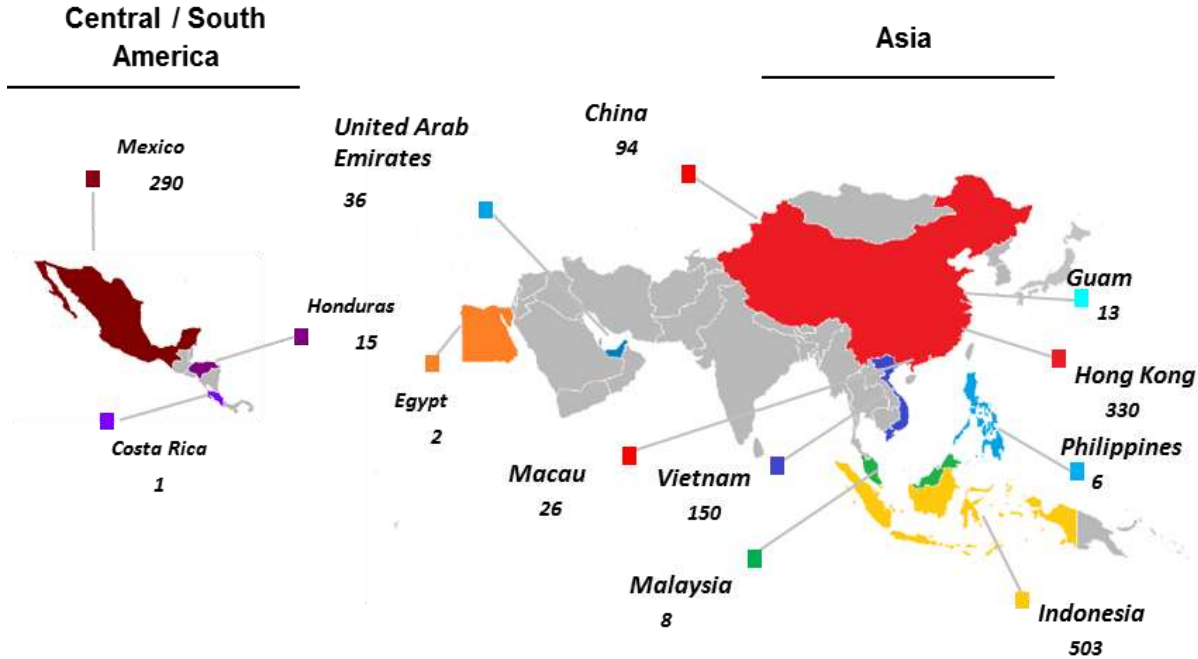 Central / South
America
Asia
Mexico
290
Honduras
15
Costa Rica
1
United Arab
Emirates
36
China
94
Guam
13
Hong Kong
330
Egypt
2
Macau
26
Vietnam
150
Philippines
6
Malaysia
8
Indonesia
503